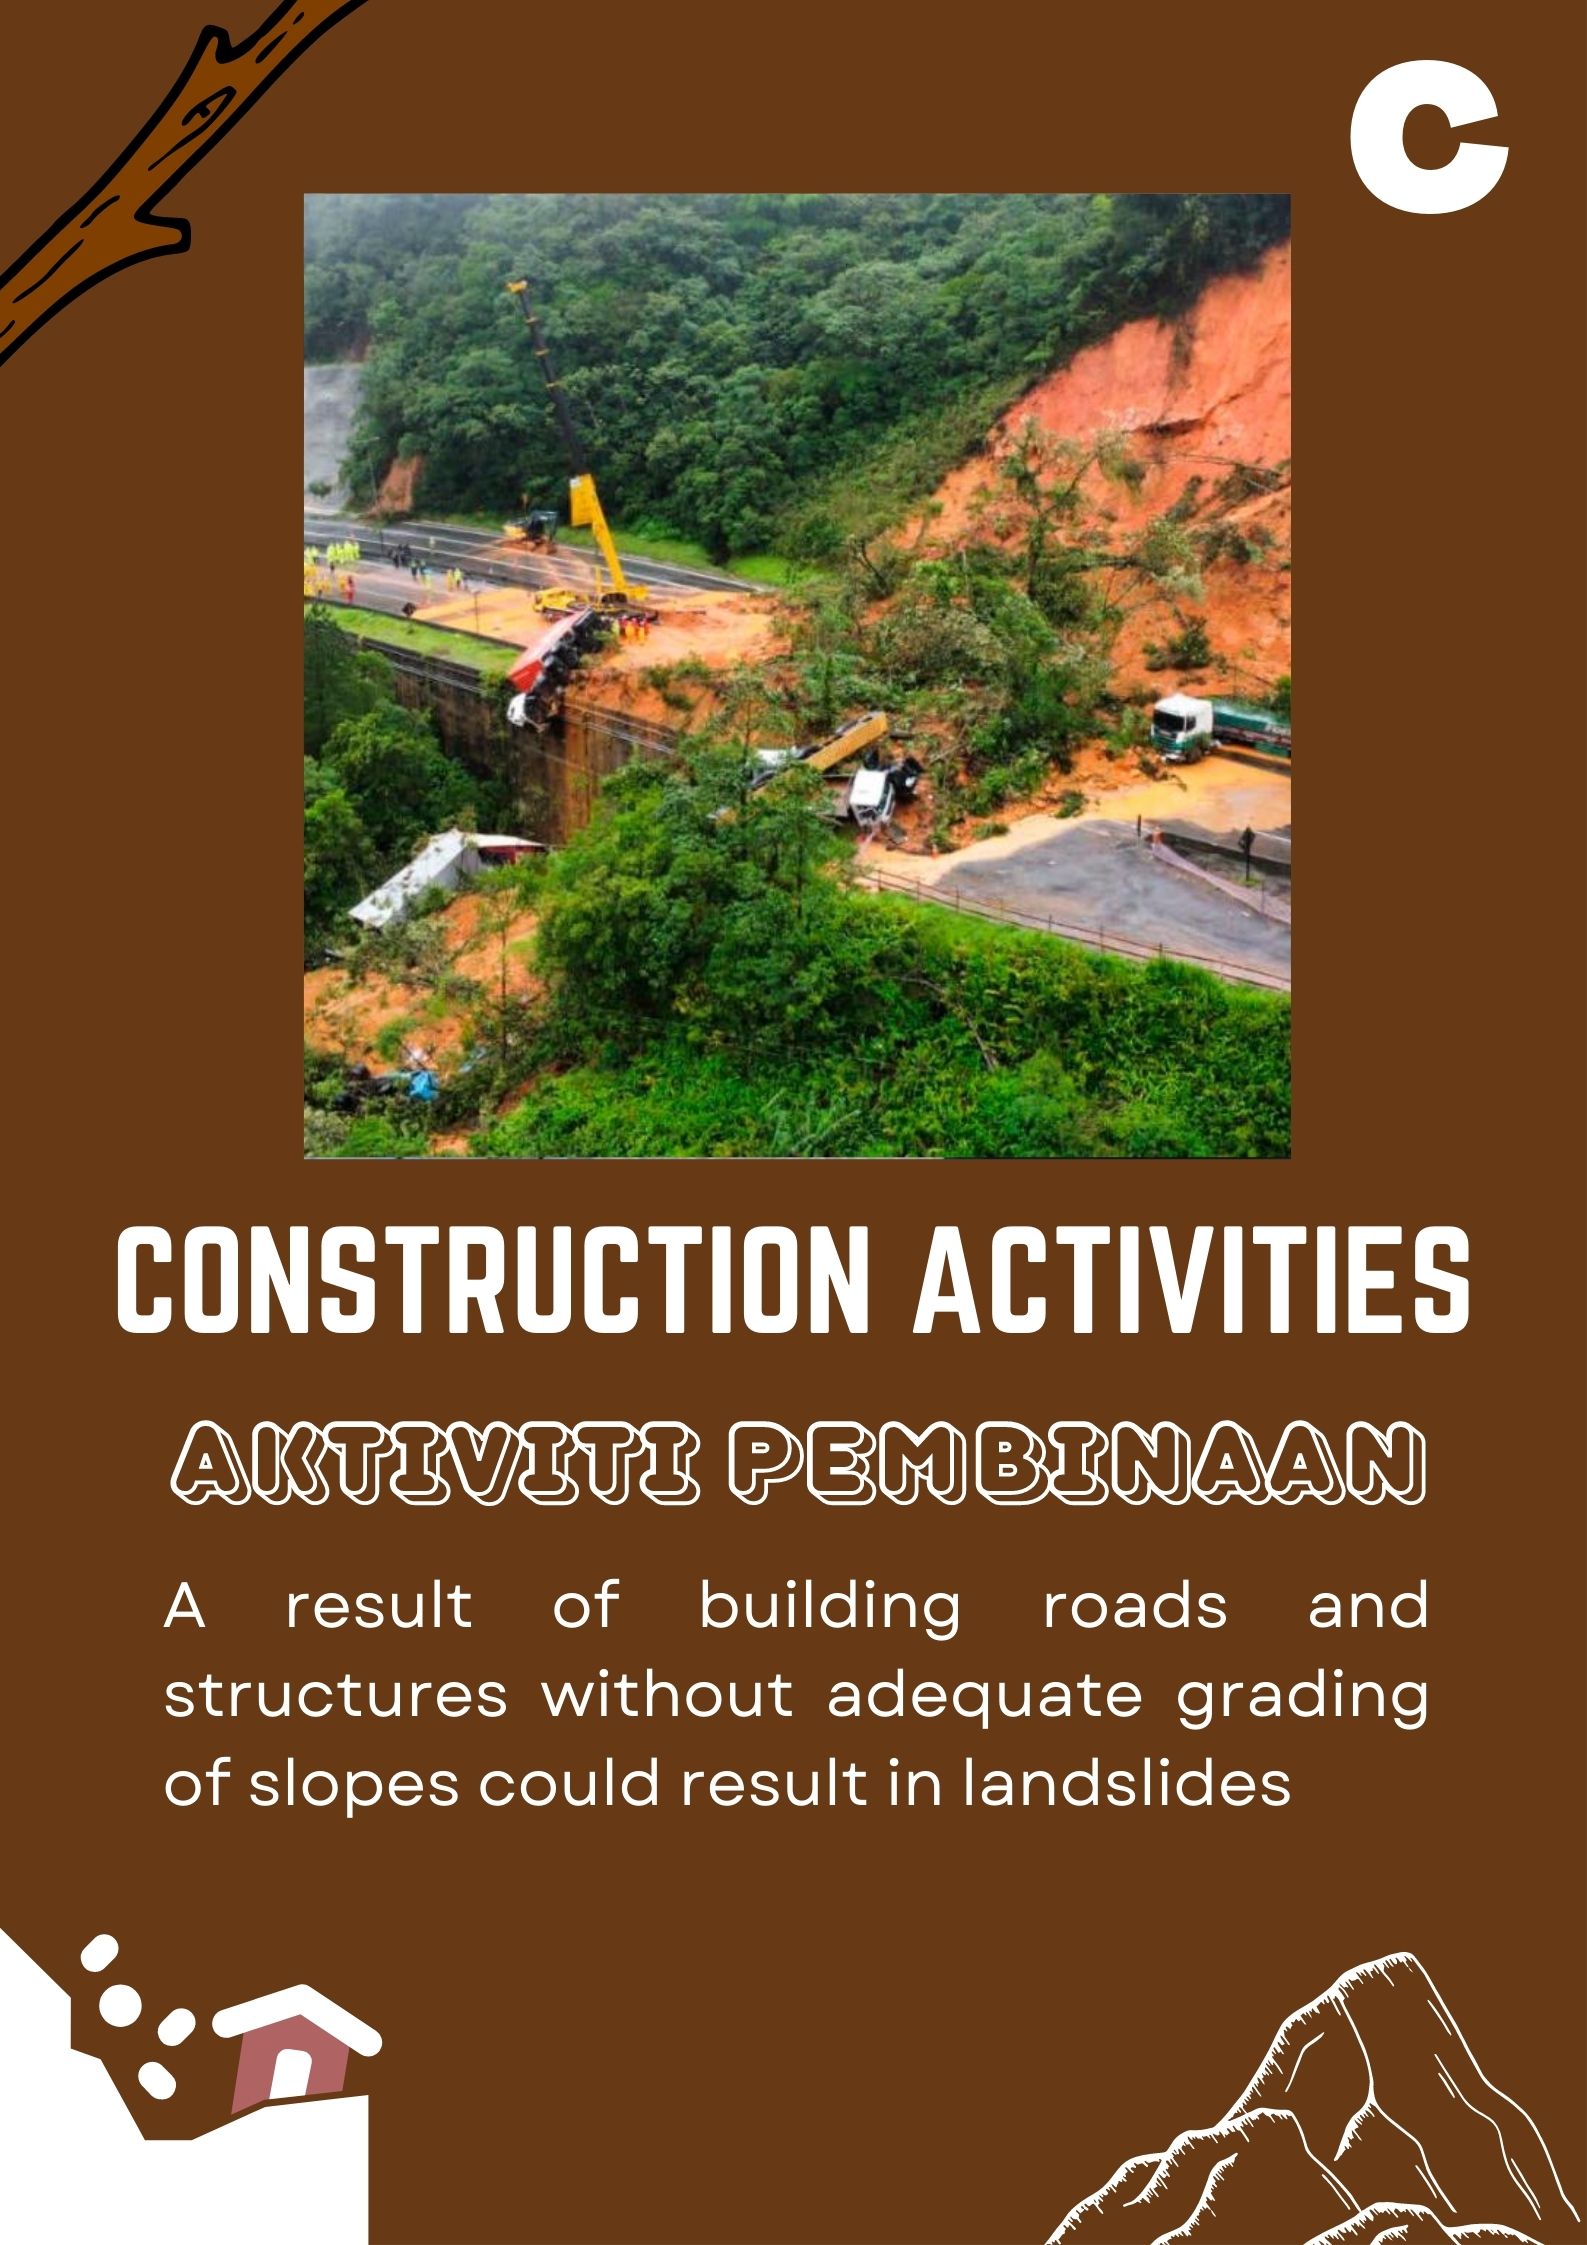 C
CONSTRUCTION ACTIVITIES
AKTIVITI PEMBINAAN
A result of building roads and
structures without adequate grading
of slopes could result in landslides